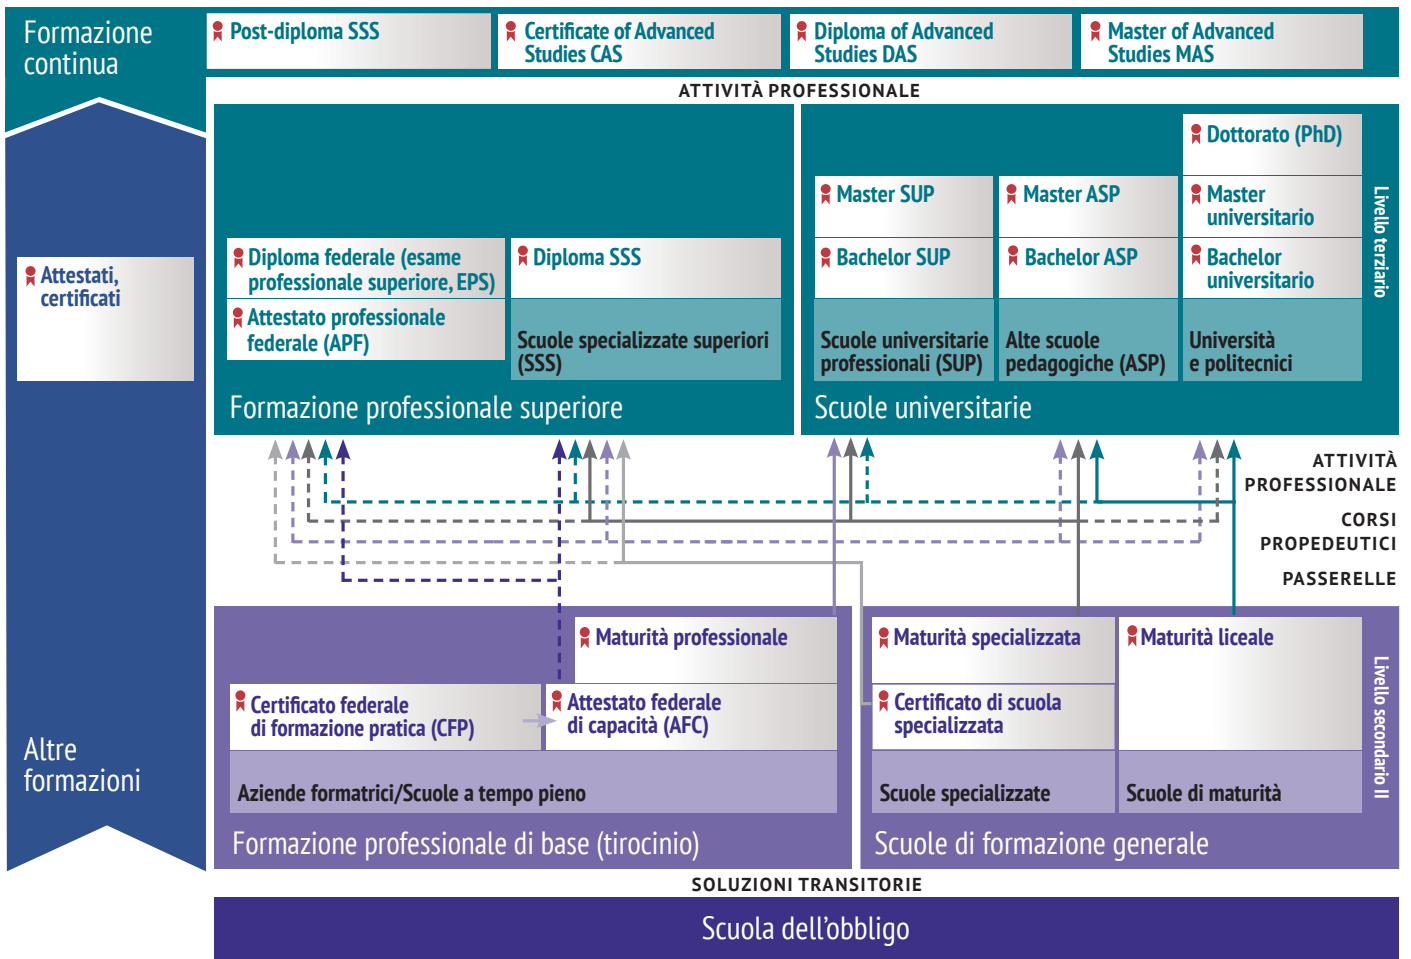 Formazione
continua
Post-diploma SSS
Certificate of Advanced
Studies CAS
Diploma of Advanced
Studies DAS
Master of Advanced
Studies MAS
ATTIVITÀ PROFESSIONALE
Attestati,
certificati
Altre
formazioni
Diploma federale (esame
professionale superiore, EPS)
Attestato professionale
federale (APF)
Diploma SSS
Scuole specializzate superiori
(SSS)
Formazione professionale superiore
Master SUP
Bachelor SUP
Scuole universitarie
professionali (SUP)
Master ASP
Bachelor ASP
Alte scuole
pedagogiche (ASP)
Dottorato (PhD)
Master
universitario
Bachelor
universitario
Università
e politecnici
Scuole universitarie
Livello terziario
ATTIVITÀ
PROFESSIONALE
CORSI
PROPEDEUTICI
PASSERELLE
Maturità professionale
Certificato federale
di formazione pratica (CFP)
Attestato federale
di capacità (AFC)
Aziende formatrici/Scuole a tempo pieno
Formazione professionale di base (tirocinio)
Maturità specializzata
Certificato di scuola
specializzata
Scuole specializzate
Maturità liceale
Scuole di maturità
Scuole di formazione generale
Livello secondario II
SOLUZIONI TRANSITORIE
Scuola dell'obbligo